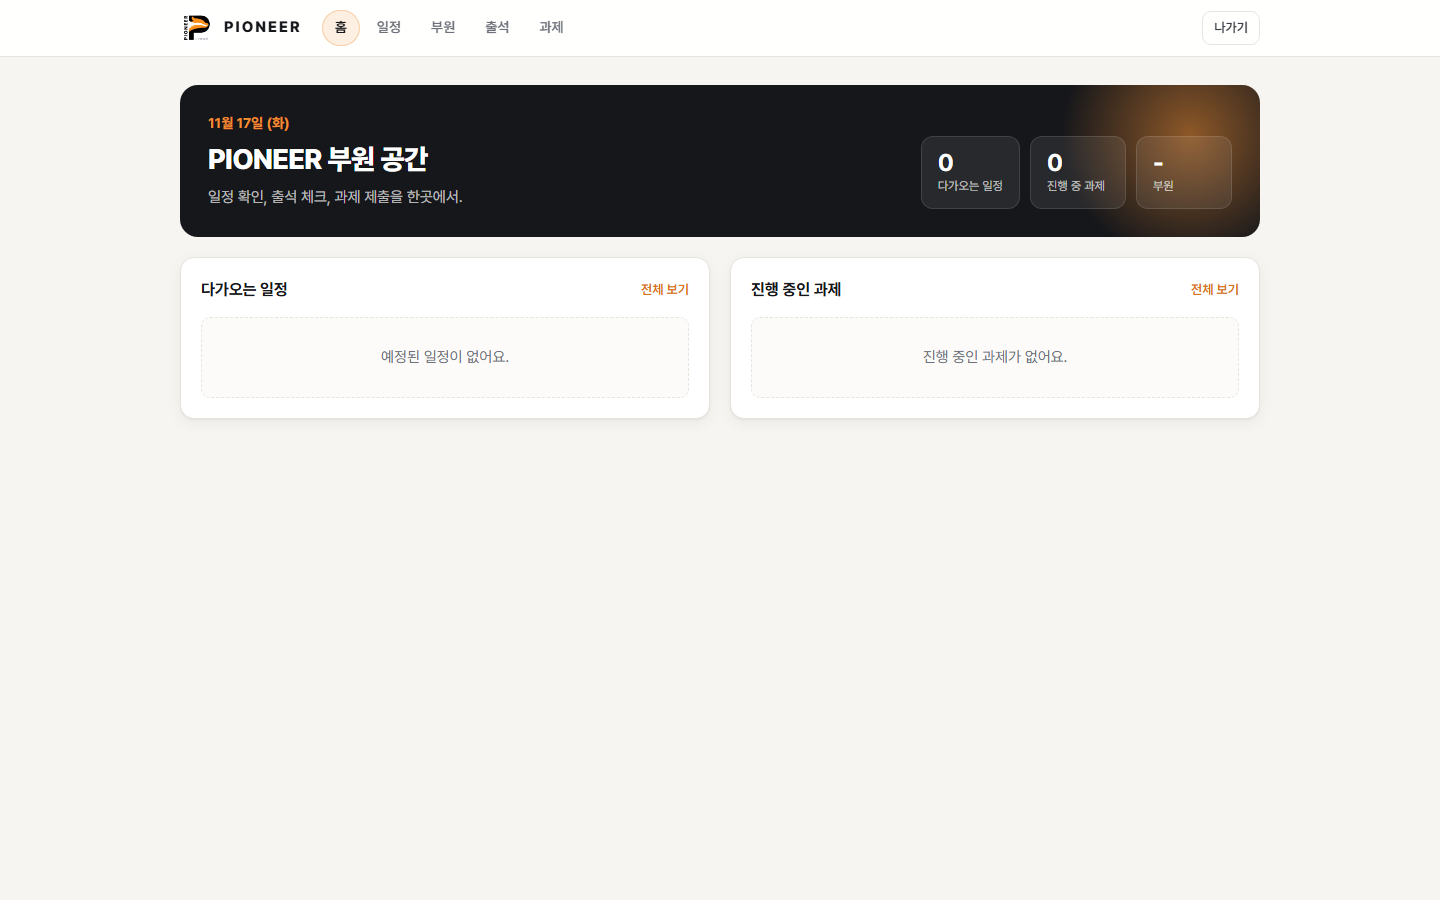 PIONEER
PIONEER
홈
일정
부원
출석
과제
나가기
11월 17일 (화)
PIONEER 부원 공간
일정 확인, 출석 체크, 과제 제출을 한곳에서.
0
다가오는 일정
0
진행 중 과제
-
부원
다가오는 일정
전체 보기
예정된 일정이 없어요.
진행 중인 과제
전체 보기
진행 중인 과제가 없어요.